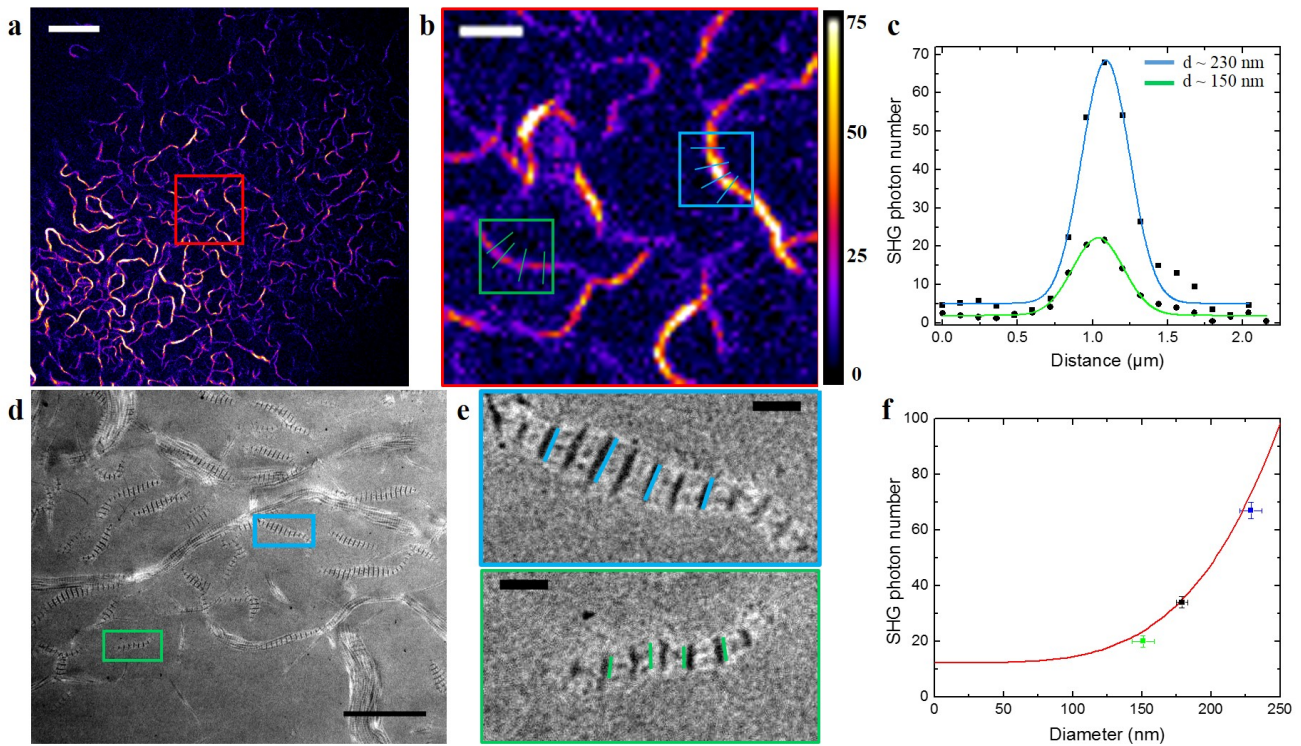 a
b
75
50
25
0
c
SHG photon number
70
60
50
40
30
20
10
0
d ~ 230 nm
d ~ 150 nm
0.0 0.5 1.0 1.5 2.0
Distance (µm)
d
e
f
SHG photon number
100
80
60
40
20
0
0 50 100 150 200 250
Diameter (nm)